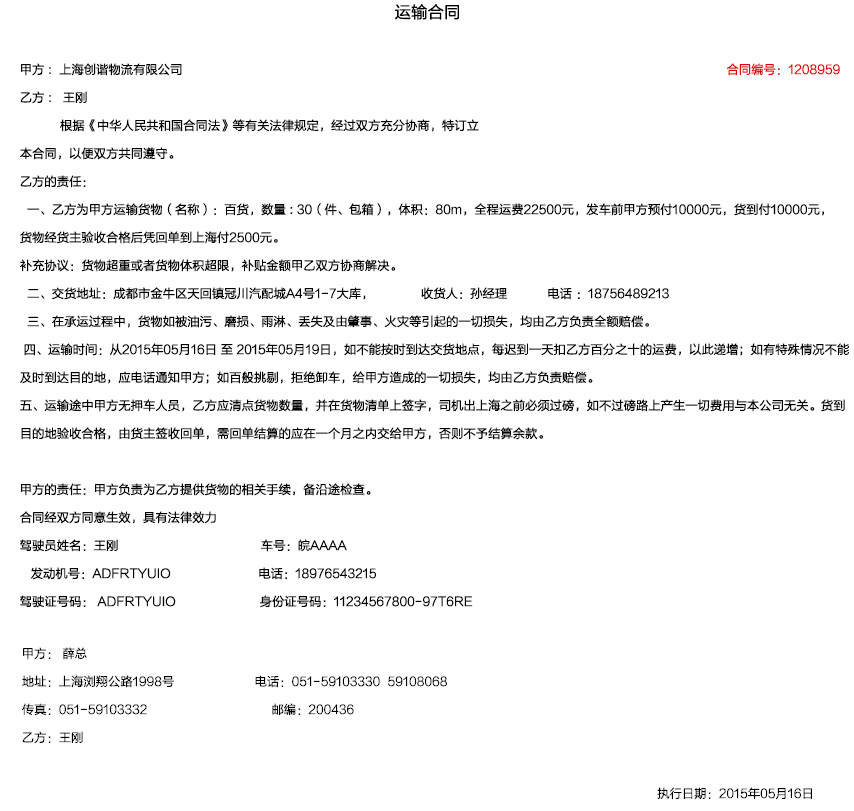 运输合同
甲方：上海创谐物流有限公司 合同编号：1208959
乙方： 王刚
根据《中华人民共和国合同法》等有关法律规定，经过双方充分协商，特订立
本合同，以便双方共同遵守。
乙方的责任：
一、乙方为甲方运输货物（名称）：百货，数量：30（件、包箱），体积：80m，全程运费22500元，发车前甲方预付10000元，货到付10000元，
货物经货主验收合格后凭回单到上海付2500元。
补充协议：货物超重或者货物体积超限，补贴金额甲乙双方协商解决。
二、交货地址：成都市金牛区天回镇冠川汽配城A4号1-7大库， 收货人：孙经理 电话 ：18756489213
三、在承运过程中，货物如被油污、磨损、雨淋、丢失及由肇事、火灾等引起的一切损失，均由乙方负责全额赔偿。
四、运输时间：从2015年05月16日 至 2015年05月19日，如不能按时到达交货地点，每迟到一天扣乙方百分之十的运费，以此递增；如有特殊情况不能
及时到达目的地，应电话通知甲方；如百般挑剔，拒绝卸车，给甲方造成的一切损失，均由乙方负责赔偿。
五、运输途中甲方无押车人员，乙方应清点货物数量，并在货物清单上签字，司机出上海之前必须过磅，如不过磅路上产生一切费用与本公司无关。货到
目的地验收合格，由货主签收回单，需回单结算的应在一个月之内交给甲方，否则不予结算余款。
甲方的责任：甲方负责为乙方提供货物的相关手续，备沿途检查。
合同经双方同意生效，具有法律效力
驾驶员姓名：王刚 车号：皖AAAA
发动机号：ADFRTYUIO 电话：18976543215
驾驶证号码： ADFRTYUIO 身份证号码：11234567800-97T6RE
甲方： 薛总
地址：上海浏翔公路1998号 电话：051-59103330 59108068
传真：051-59103332 邮编：200436
乙方：王刚
执行日期：2015年05月16日